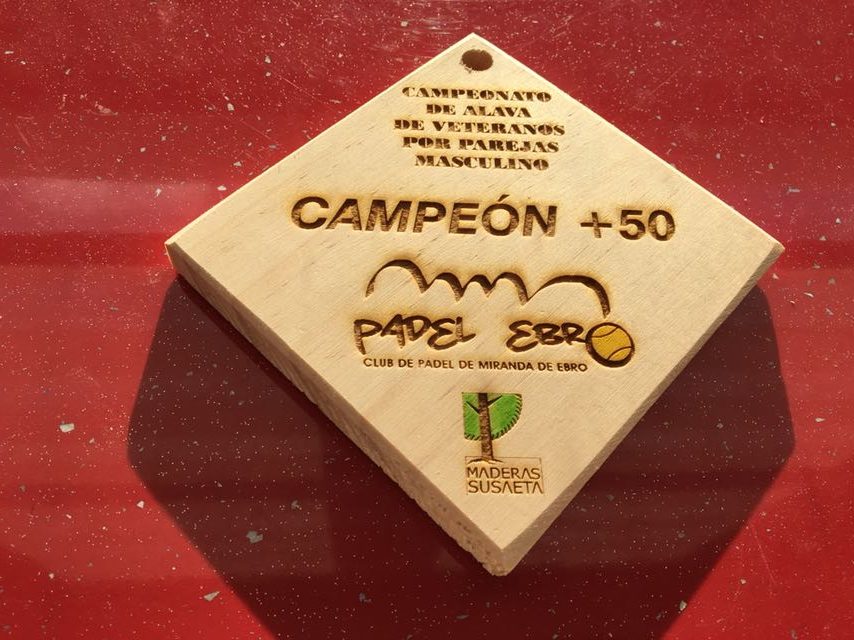 CAMPEONATO
DE ALAVA
DE VETERANOS
POR PAREJAS
MASCULINO
CAMPEÓN +50
PADEL EBRO
CLUB DE PADEL DE MIRANDA DE EBRO
MADERAS
SUSAETA